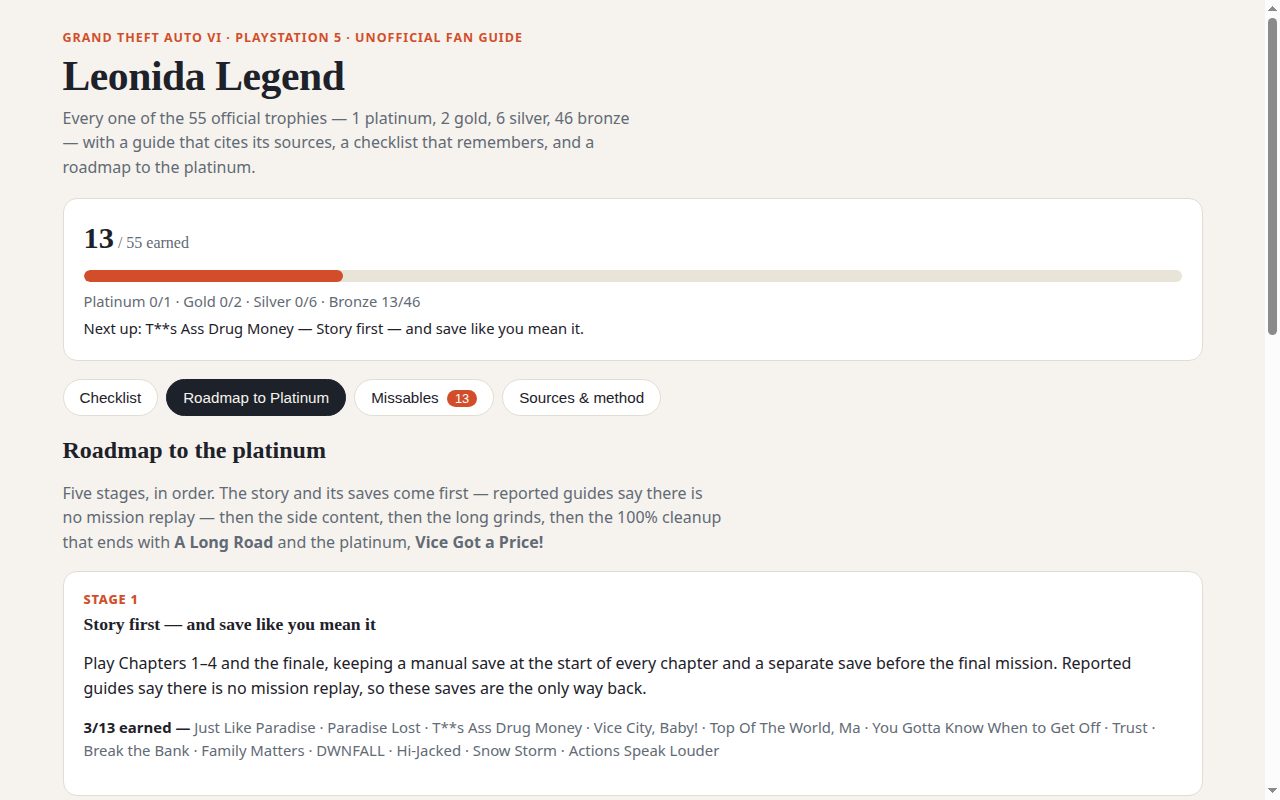 GRAND THEFT AUTO VI · PLAYSTATION 5 · UNOFFICIAL FAN GUIDE
Leonida Legend
Every one of the 55 official trophies — 1 platinum, 2 gold, 6 silver, 46 bronze
— with a guide that cites its sources, a checklist that remembers, and a
roadmap to the platinum.
13 / 55 earned
Platinum 0/1 · Gold 0/2 · Silver 0/6 · Bronze 13/46
Next up: T**s Ass Drug Money — Story first — and save like you mean it.
Checklist
Roadmap to Platinum
Missables 13
Sources & method
Roadmap to the platinum
Five stages, in order. The story and its saves come first — reported guides say there is
no mission replay — then the side content, then the long grinds, then the 100% cleanup
that ends with A Long Road and the platinum, Vice Got a Price!
STAGE 1
Story first — and save like you mean it
Play Chapters 1–4 and the finale, keeping a manual save at the start of every chapter and a separate save before the final mission. Reported
guides say there is no mission replay, so these saves are the only way back.
3/13 earned — Just Like Paradise · Paradise Lost · T**s Ass Drug Money · Vice City, Baby! · Top Of The World, Ma · You Gotta Know When to Get Off · Trust ·
Break the Bank · Family Matters · DWNFALL · Hi-Jacked · Snow Storm · Actions Speak Louder